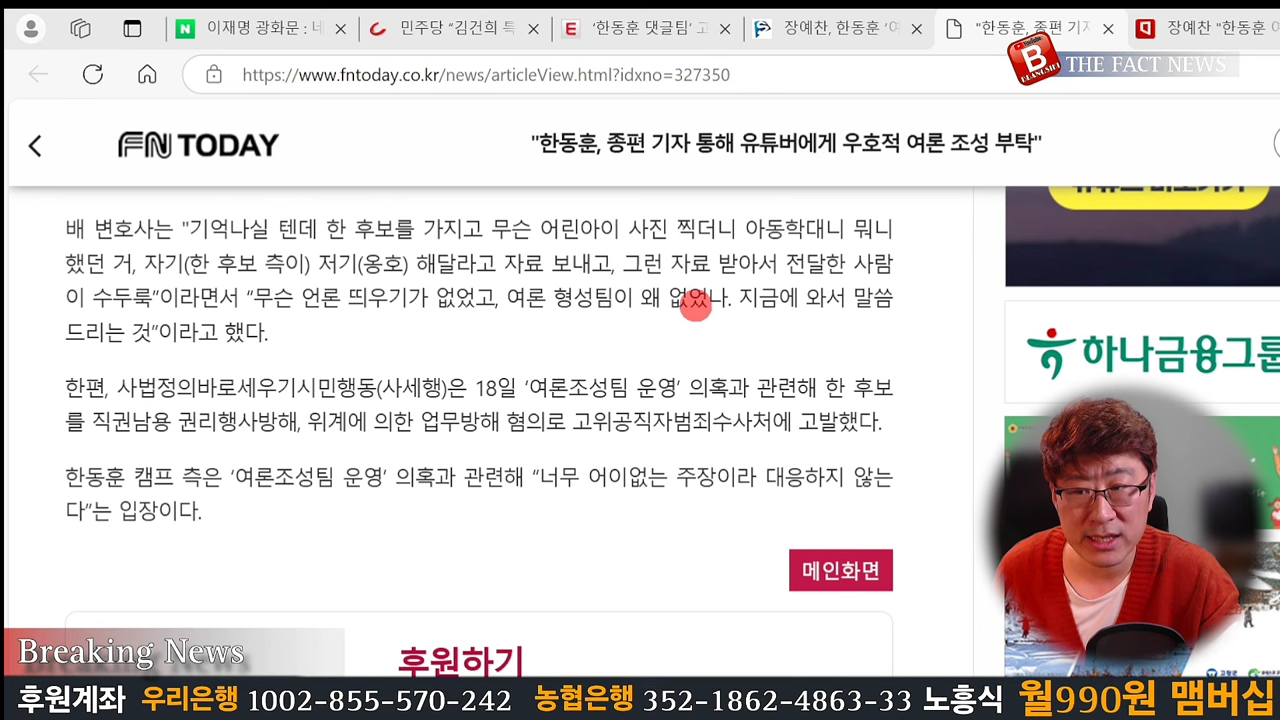 이재명 광화문 : 네
민주당 "김건희 특
'한동훈 댓글팀' 고
장예찬, 한동훈 '여
"한동훈, 종편 기자
장예찬 "한동훈 여
https://www.fntoday.co.kr/news/articleView.html?idxno=327350
THE FACT NEWS
FN TODAY
"한동훈, 종편 기자 통해 유튜버에게 우호적 여론 조성 부탁"
배 변호사는 "기억나실 텐데 한 후보를 가지고 무슨 어린아이 사진 찍더니 아동학대니 뭐니
했던 거, 자기(한 후보 측이) 저기(옹호) 해달라고 자료 보내고, 그런 자료 받아서 전달한 사람
이 수두룩"이라면서 "무슨 언론 띄우기가 없었고, 여론 형성팀이 왜 없었나. 지금에 와서 말씀
드리는 것"이라고 했다.
한편, 사법정의바로세우기시민행동(사세행)은 18일 '여론조성팀 운영' 의혹과 관련해 한 후보
를 직권남용 권리행사방해, 위계에 의한 업무방해 혐의로 고위공직자범죄수사처에 고발했다.
한동훈 캠프 측은 '여론조성팀 운영' 의혹과 관련해 "너무 어이없는 주장이라 대응하지 않는
다"는 입장이다.
메인화면
하나금융그룹
후원하기
Breaking News
후원계좌 우리은행 1002-855-570-242 농협은행 352-1862-4863-33 노흥식 월990원 맴버십